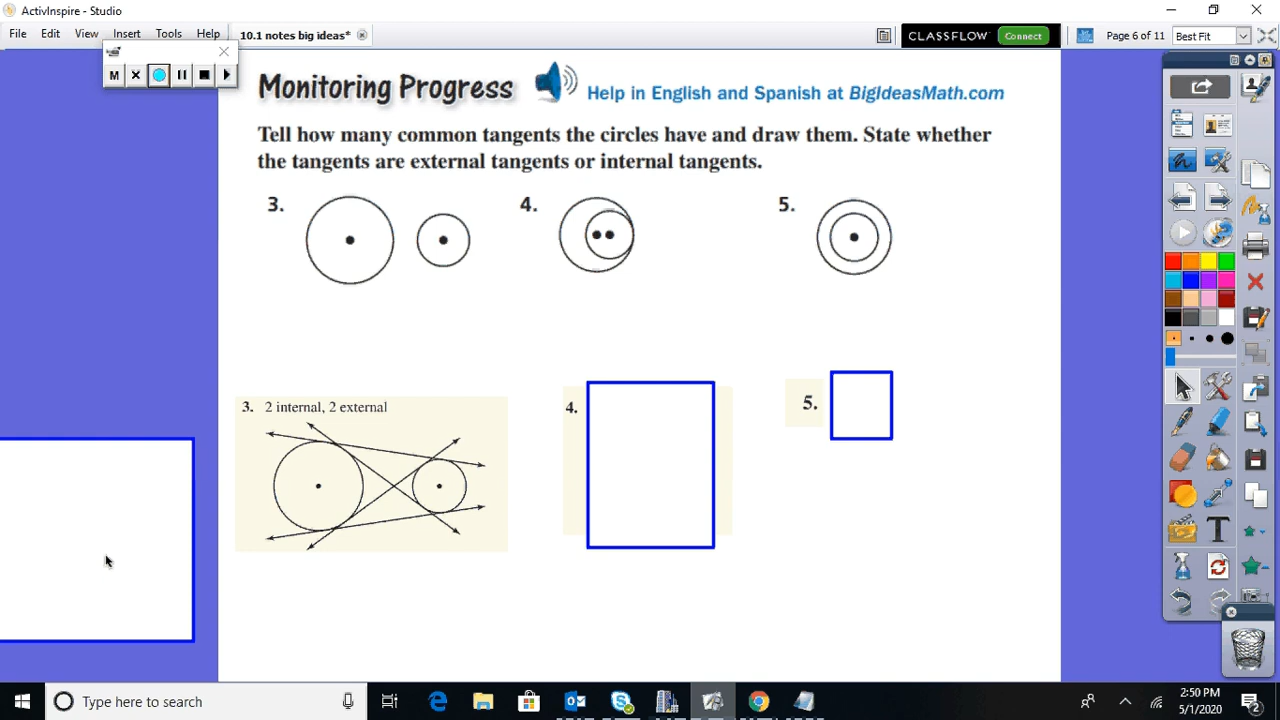 ActivInspire - Studio
File Edit View Insert Tools Help 10.1 notes big ideas*
CLASSFLOW Connect
Page 6 of 11 Best Fit
M
Monitoring Progress
Help in English and Spanish at BigIdeasMath.com
Tell how many common tangents the circles have and draw them. State whether
the tangents are external tangents or internal tangents.
3. 4. 5.
3. 2 internal, 2 external
4.
5.
T
Type here to search
2:50 PM
5/1/2020
2